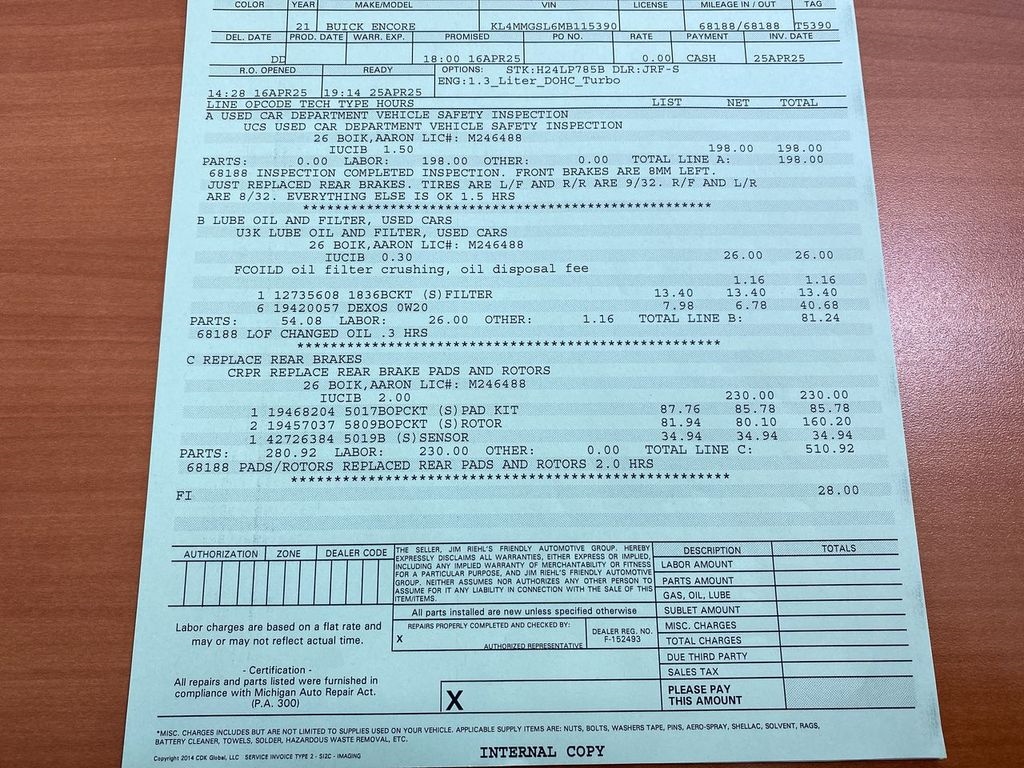 COLOR YEAR MAKE/MODEL VIN LICENSE MILEAGE IN / OUT TAG
21 BUICK ENCORE KL4MMGSL6MB115390 68188/68188 T5390
DEL. DATE PROD. DATE WARR. EXP. PROMISED PO NO. RATE PAYMENT INV. DATE
DD 18:00 16APR25 0.00 CASH 25APR25
R.O. OPENED READY OPTIONS: STK:H24LP785B DLR:JRF-S
ENG:1.3_Liter_DOHC_Turbo
14:28 16APR25 19:14 25APR25
LINE OPCODE TECH TYPE HOURS LIST NET TOTAL
A USED CAR DEPARTMENT VEHICLE SAFETY INSPECTION
UCS USED CAR DEPARTMENT VEHICLE SAFETY INSPECTION
26 BOIK,AARON LIC#: M246488
IUCIB 1.50 198.00 198.00
PARTS: 0.00 LABOR: 198.00 OTHER: 0.00 TOTAL LINE A: 198.00
68188 INSPECTION COMPLETED INSPECTION. FRONT BRAKES ARE 8MM LEFT.
JUST REPLACED REAR BRAKES. TIRES ARE L/F AND R/R ARE 9/32. R/F AND L/R
ARE 8/32. EVERYTHING ELSE IS OK 1.5 HRS
****************************************************
B LUBE OIL AND FILTER, USED CARS
U3K LUBE OIL AND FILTER, USED CARS
26 BOIK,AARON LIC#: M246488
IUCIB 0.30 26.00 26.00
FCOILD oil filter crushing, oil disposal fee
1.16 1.16
1 12735608 1836BCKT (S)FILTER 13.40 13.40 13.40
6 19420057 DEXOS 0W20 7.98 6.78 40.68
PARTS: 54.08 LABOR: 26.00 OTHER: 1.16 TOTAL LINE B: 81.24
68188 LOF CHANGED OIL .3 HRS
****************************************************
C REPLACE REAR BRAKES
CRPR REPLACE REAR BRAKE PADS AND ROTORS
26 BOIK,AARON LIC#: M246488
IUCIB 2.00 230.00 230.00
1 19468204 5017BOPCKT (S)PAD KIT 87.76 85.78 85.78
2 19457037 5809BOPCKT (S)ROTOR 81.94 80.10 160.20
1 42726384 5019B (S)SENSOR 34.94 34.94 34.94
PARTS: 280.92 LABOR: 230.00 OTHER: 0.00 TOTAL LINE C: 510.92
68188 PADS/ROTORS REPLACED REAR PADS AND ROTORS 2.0 HRS
****************************************************
FI 28.00
AUTHORIZATION ZONE DEALER CODE
THE SELLER, JIM RIEHL'S FRIENDLY AUTOMOTIVE GROUP. HEREBY
EXPRESSLY DISCLAIMS ALL WARRANTIES, EITHER EXPRESS OR IMPLIED,
INCLUDING ANY IMPLIED WARRANTY OF MERCHANTABILITY OR FITNESS
FOR A PARTICULAR PURPOSE, AND JIM RIEHL'S FRIENDLY AUTOMOTIVE
GROUP. NEITHER ASSUMES NOR AUTHORIZES ANY OTHER PERSON TO
ASSUME FOR IT ANY LIABILITY IN CONNECTION WITH THE SALE OF THIS
ITEM/ITEMS.
All parts installed are new unless specified otherwise
REPAIRS PROPERLY COMPLETED AND CHECKED BY:
X
AUTHORIZED REPRESENTATIVE
DEALER REG. NO.
F-152493
Labor charges are based on a flat rate and
may or may not reflect actual time.
- Certification -
All repairs and parts listed were furnished in
compliance with Michigan Auto Repair Act.
(P.A. 300)
X
DESCRIPTION TOTALS
LABOR AMOUNT
PARTS AMOUNT
GAS, OIL, LUBE
SUBLET AMOUNT
MISC. CHARGES
TOTAL CHARGES
DUE THIRD PARTY
SALES TAX
PLEASE PAY
THIS AMOUNT
*MISC. CHARGES INCLUDES BUT ARE NOT LIMITED TO SUPPLIES USED ON YOUR VEHICLE. APPLICABLE SUPPLY ITEMS ARE: NUTS, BOLTS, WASHERS TAPE, PINS, AERO-SPRAY, SHELLAC, SOLVENT, RAGS,
BATTERY CLEANER, TOWELS, SOLDER, HAZARDOUS WASTE REMOVAL, ETC.
Copyright 2014 CDK Global, LLC SERVICE INVOICE TYPE 2 - SI2C - IMAGING
INTERNAL COPY